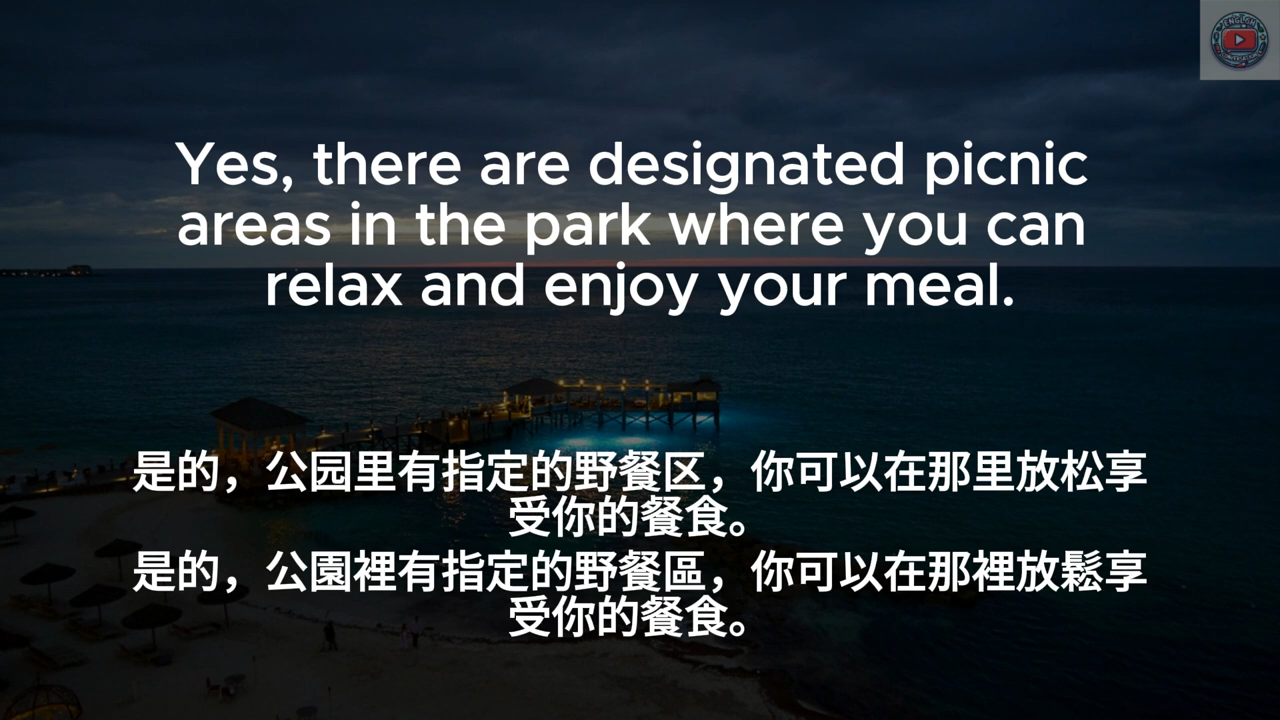 Yes, there are designated picnic
areas in the park where you can
relax and enjoy your meal.
是的，公园里有指定的野餐区，你可以在那里放松享
受你的餐食。
是的，公園裡有指定的野餐區，你可以在那裡放鬆享
受你的餐食。